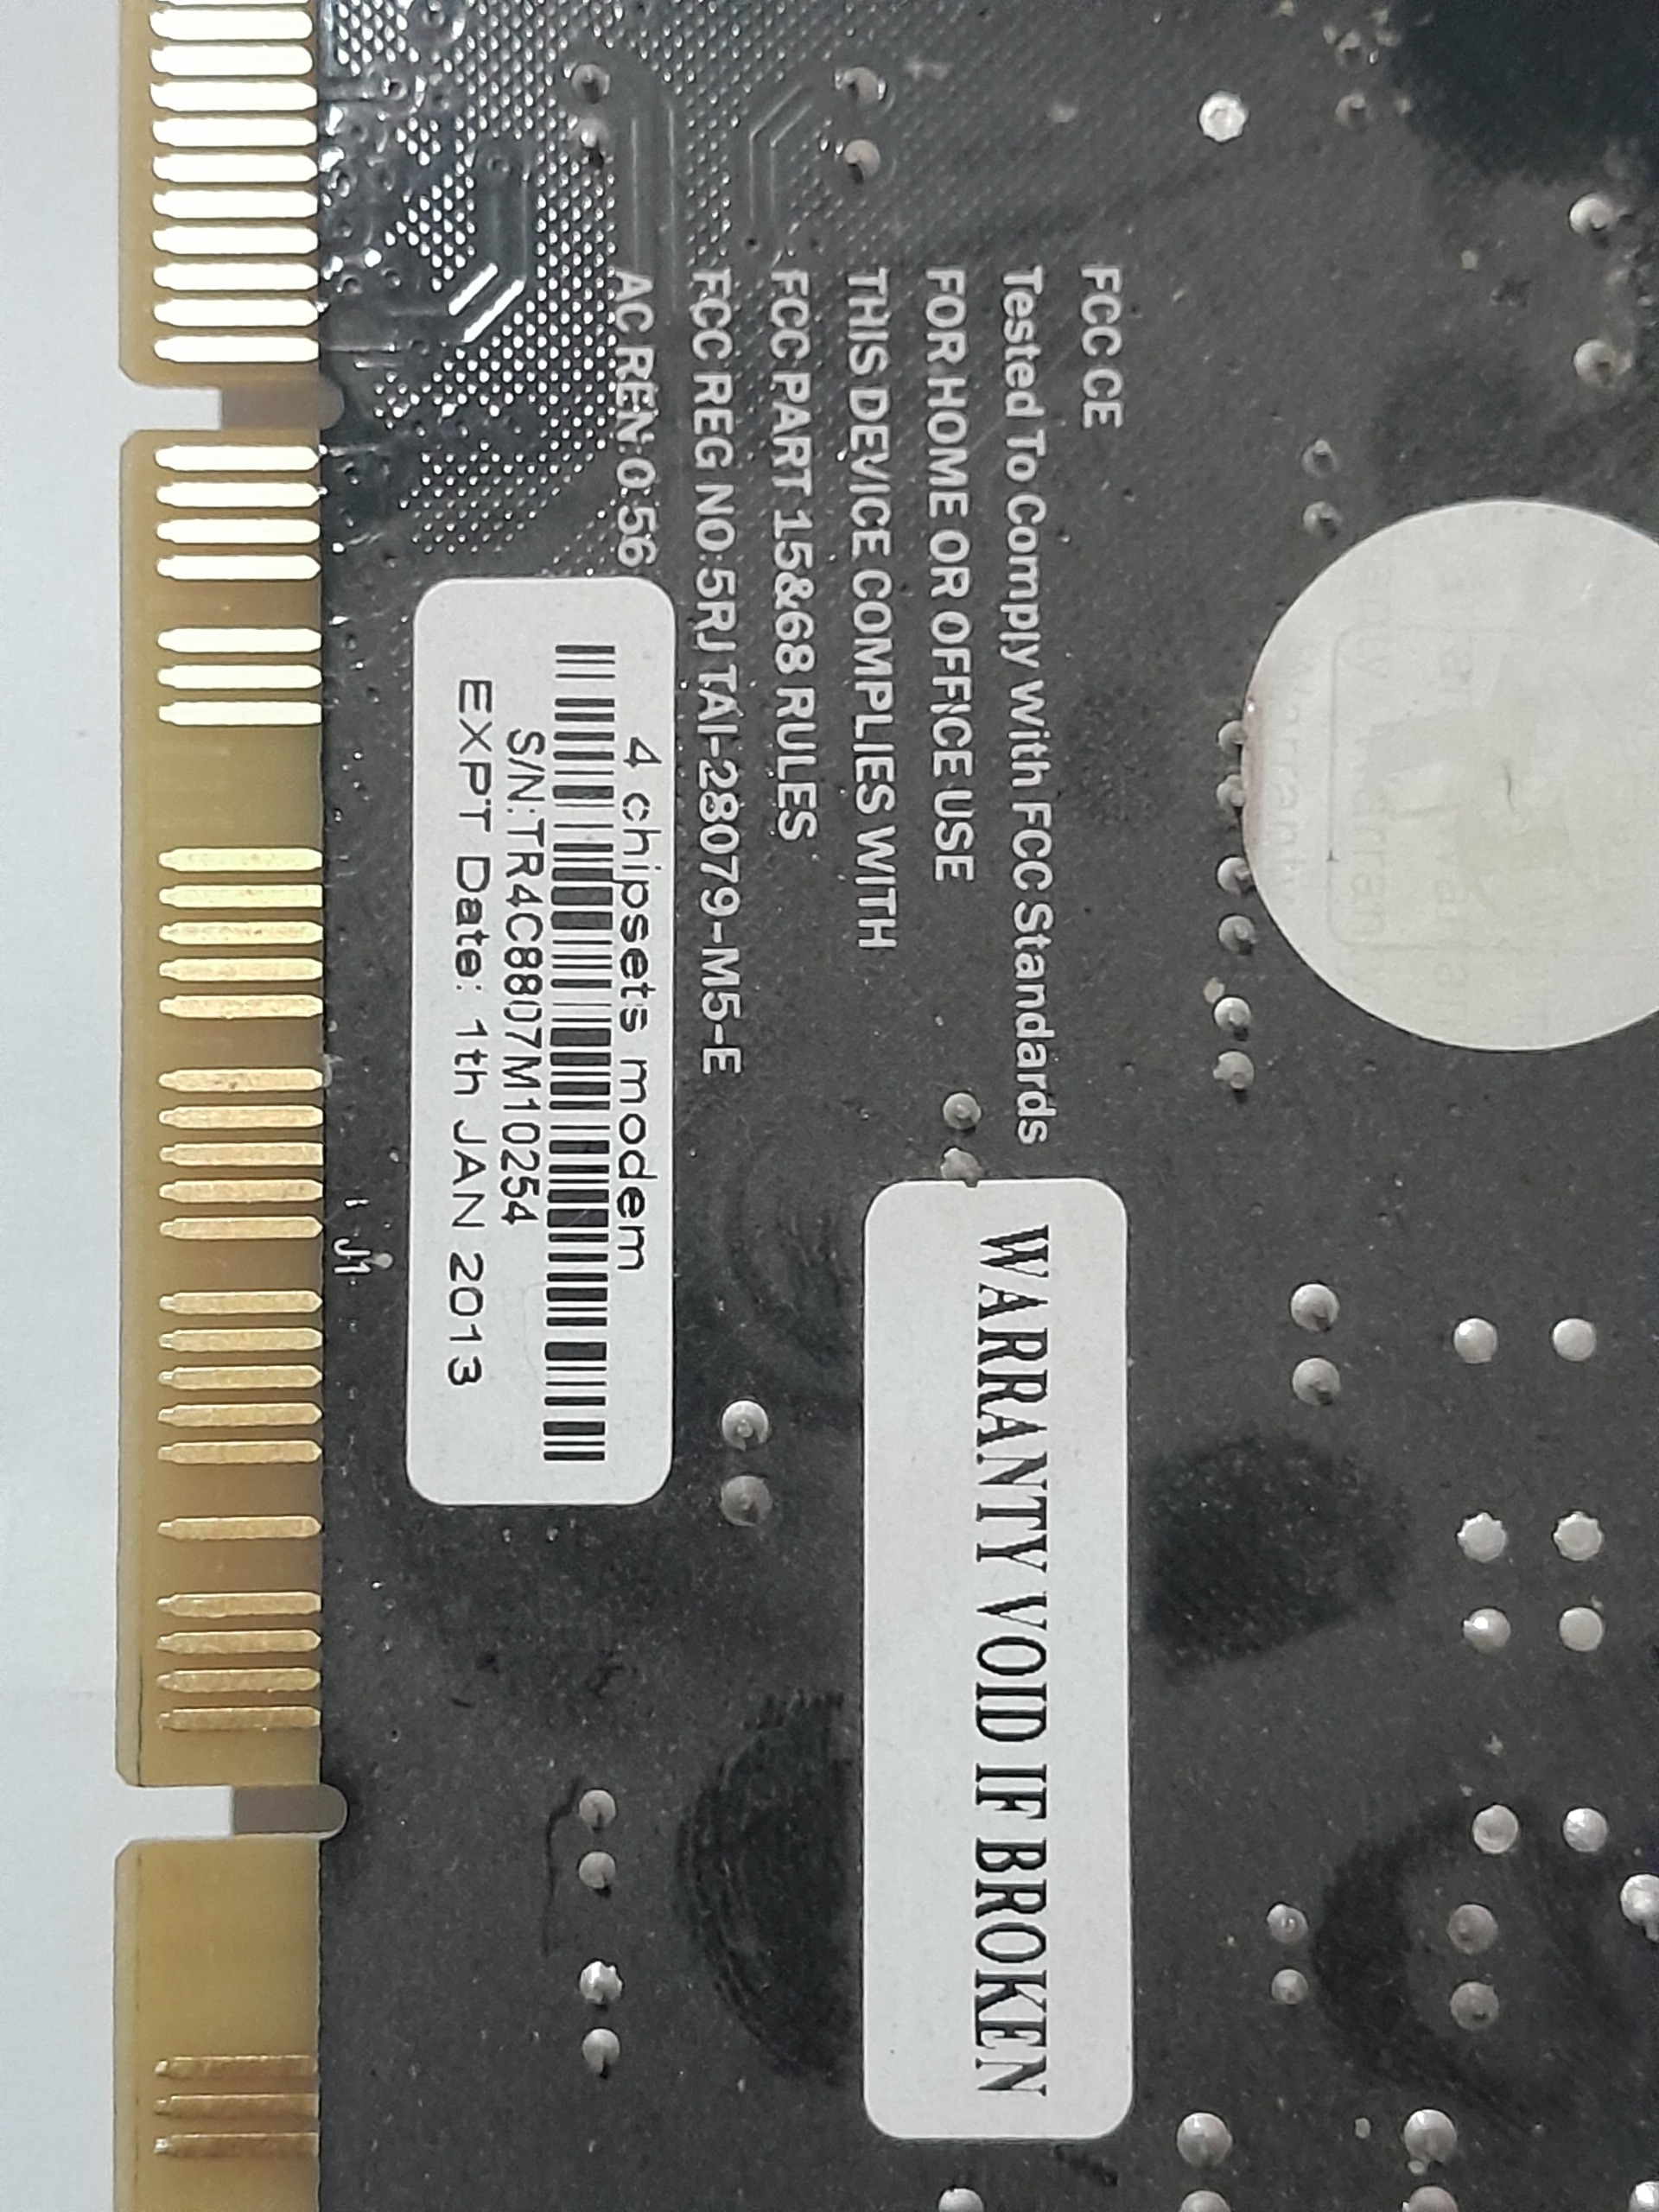 FCC CE
Tested To Comply With FCC Standards
FOR HOME OR OFFICE USE
THIS DEVICE COMPLIES WITH
FCC PART 15&68 RULES
FCC REG NO:5RJ TAI-28079-M5-E
AC REN:0:56
4 chipsets modem
S/N:TR4C8807M10254
EXPT Date: 1th JAN 2013
WARRANTY VOID IF BROKEN
J1